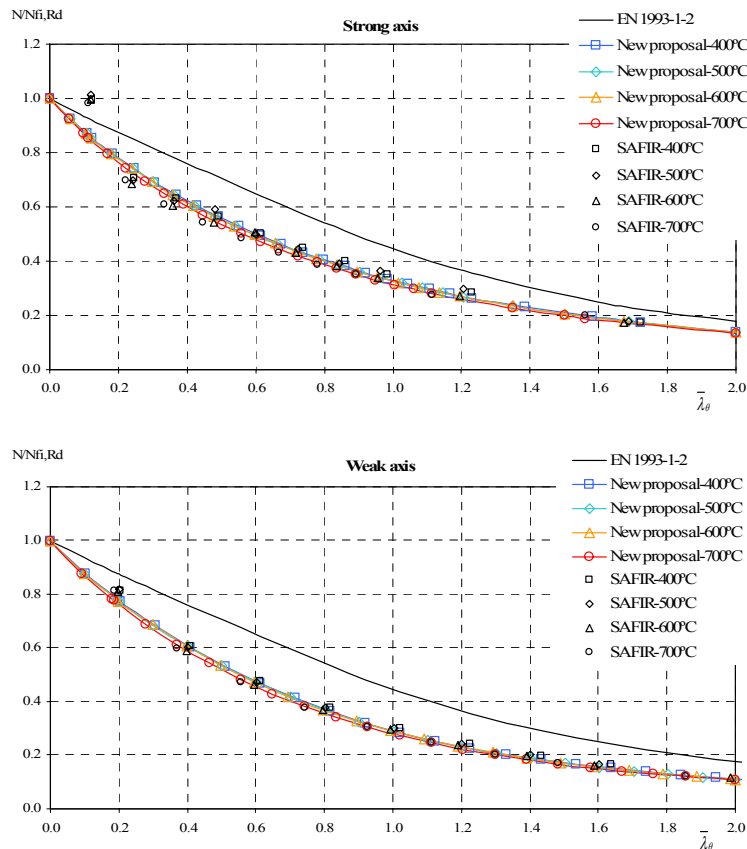 N/Nfi,Rd
Strong axis
EN 1993-1-2
New proposal-400ºC
New proposal-500ºC
New proposal-600ºC
New proposal-700ºC
SAFIR-400ºC
SAFIR-500ºC
SAFIR-600ºC
SAFIR-700ºC
1.2
1.0
0.8
0.6
0.4
0.2
0.0
0.0 0.2 0.4 0.6 0.8 1.0 1.2 1.4 1.6 1.8 2.0
λ̅θ
N/Nfi,Rd
Weak axis
EN 1993-1-2
New proposal-400ºC
New proposal-500ºC
New proposal-600ºC
New proposal-700ºC
SAFIR-400ºC
SAFIR-500ºC
SAFIR-600ºC
SAFIR-700ºC
1.2
1.0
0.8
0.6
0.4
0.2
0.0
0.0 0.2 0.4 0.6 0.8 1.0 1.2 1.4 1.6 1.8 2.0
λ̅θ